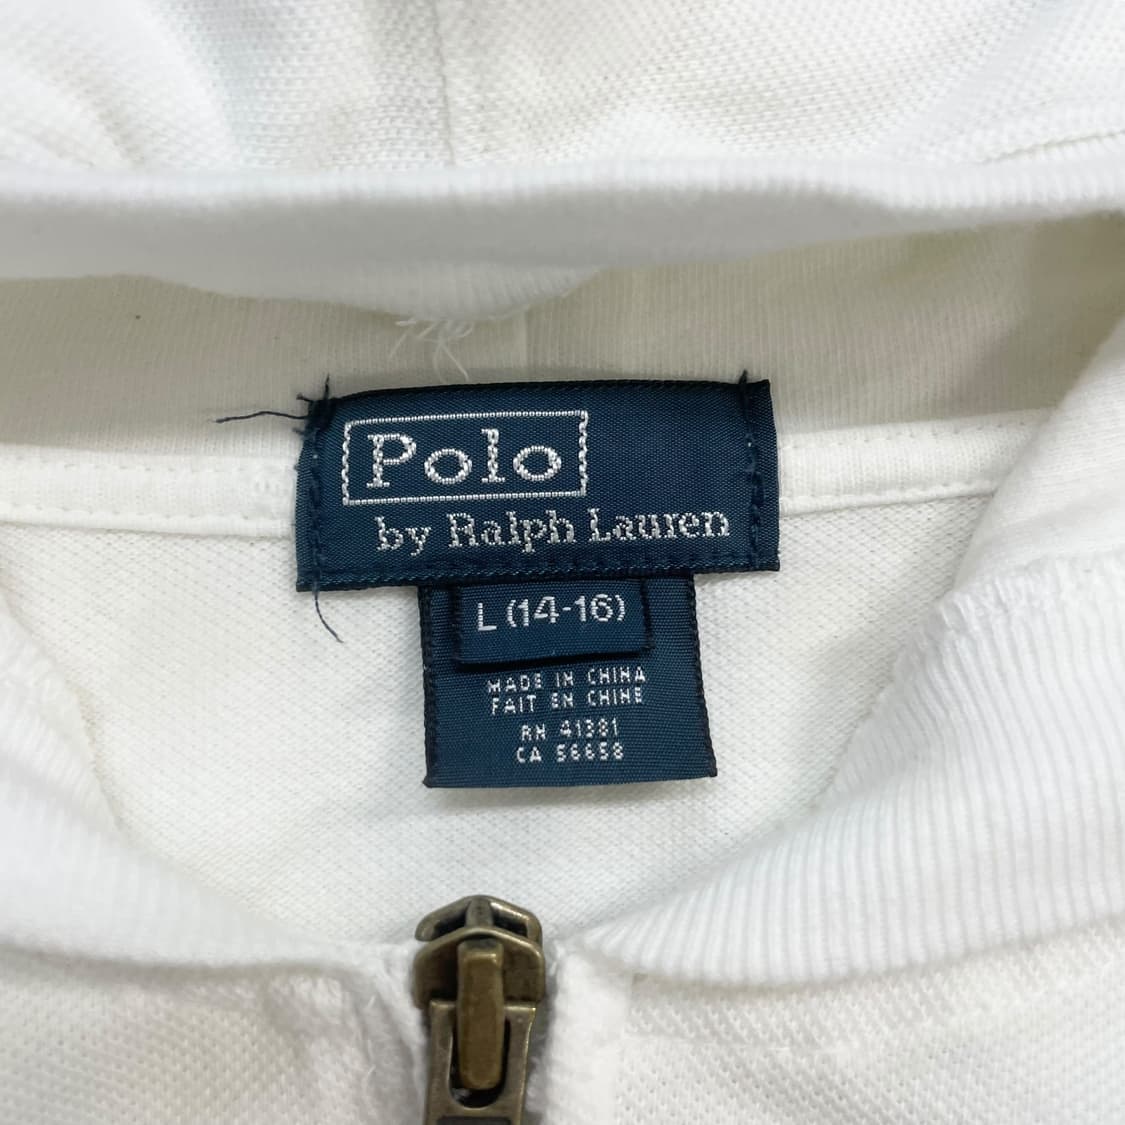 Polo
by Ralph Lauren
L (14-16)
MADE IN CHINA
FAIT EN CHINE
RN 41381
CA 56658